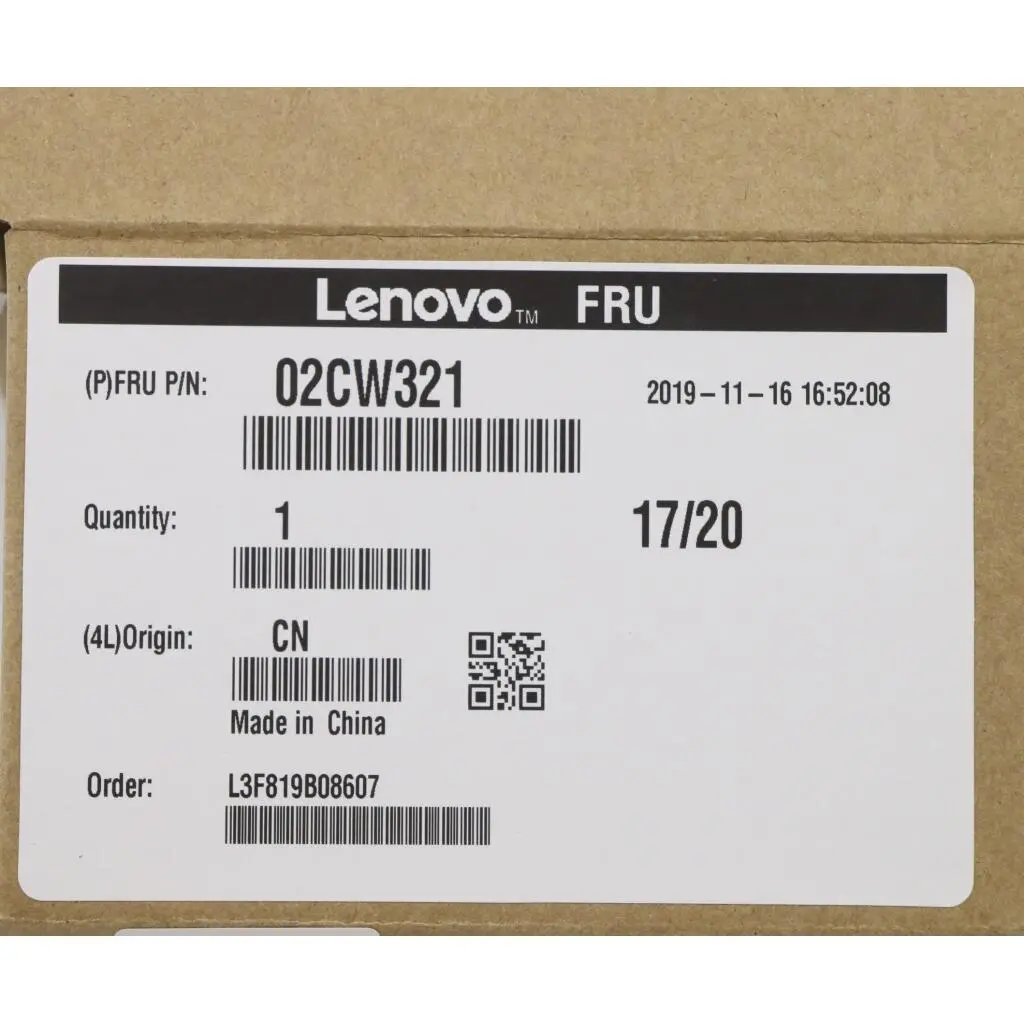 Lenovo™ FRU
(P)FRU P/N: 02CW321 2019-11-16 16:52:08
Quantity: 1 17/20
(4L)Origin: CN
Made in China
Order: L3F819B08607